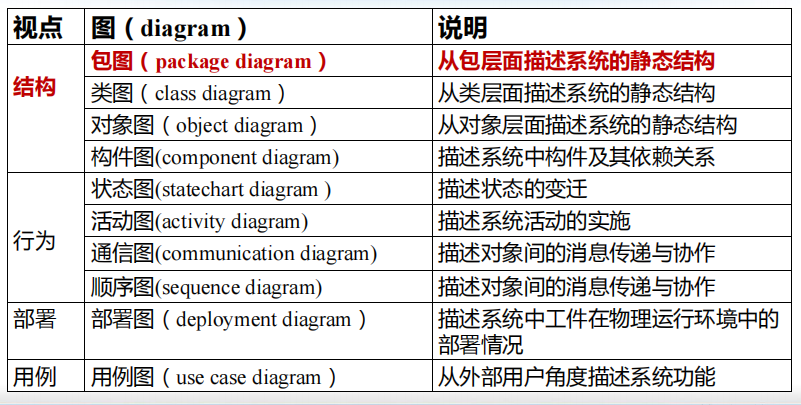 视点 图（diagram） 说明
结构 包图（package diagram） 从包层面描述系统的静态结构
类图（class diagram） 从类层面描述系统的静态结构
对象图（object diagram） 从对象层面描述系统的静态结构
构件图(component diagram) 描述系统中构件及其依赖关系
行为 状态图(statechart diagram ) 描述状态的变迁
活动图(activity diagram) 描述系统活动的实施
通信图(communication diagram) 描述对象间的消息传递与协作
顺序图(sequence diagram) 描述对象间的消息传递与协作
部署 部署图（deployment diagram） 描述系统中工件在物理运行环境中的
部署情况
用例 用例图（use case diagram） 从外部用户角度描述系统功能